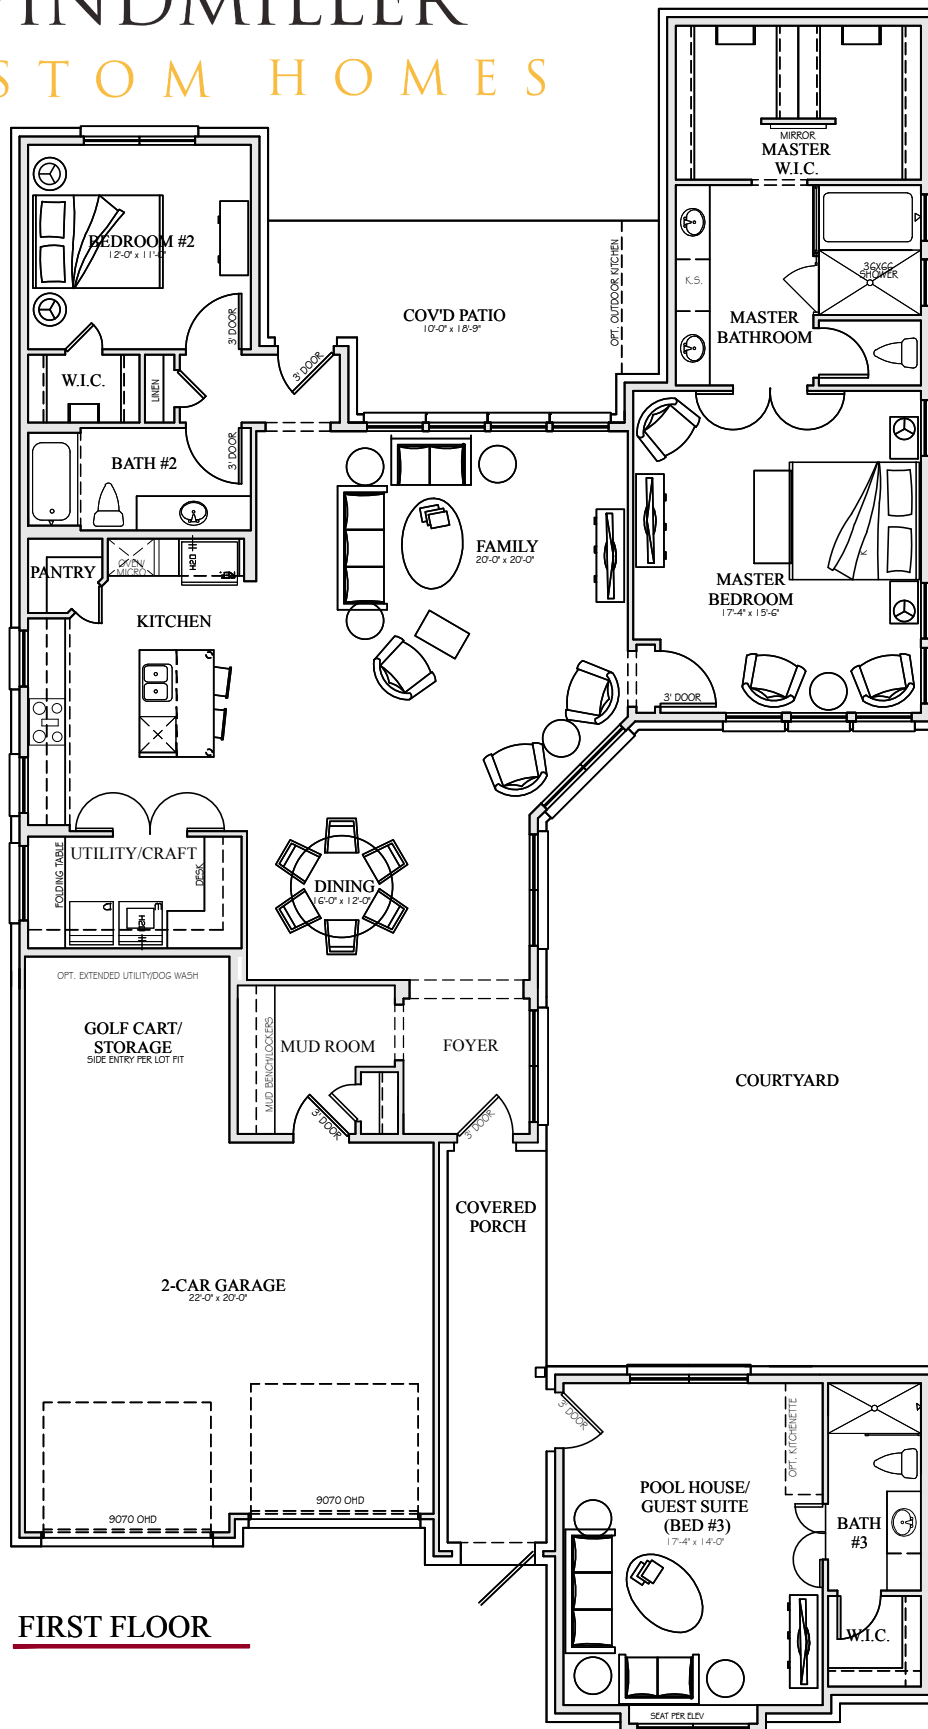 INDMILLER
STOM HOMES
MIRROR
MASTER
W.I.C.
BEDROOM #2
12'-0" x 11'-0"
3' DOOR
COV'D PATIO
10'-0" x 18'-9"
OPT. OUTDOOR KITCHEN
K.S.
36X66
SHOWER
MASTER
BATHROOM
W.I.C.
LINEN
3' DOOR
BATH #2
3' DOOR
FAMILY
20'-0" x 20'-0"
PANTRY
OVEN/
MICRO
H2O
KITCHEN
MASTER
BEDROOM
17'-4" x 15'-6"
K
3' DOOR
UTILITY/CRAFT
FOLDING TABLE
DESK
H2O
DINING
16'-0" x 12'-0"
OPT. EXTENDED UTILITY/DOG WASH
GOLF CART/
STORAGE
SIDE ENTRY PER LOT FIT
MUD BENCH/LOCKERS
MUD ROOM
FOYER
3' DOOR
3' DOOR
COURTYARD
COVERED
PORCH
2-CAR GARAGE
22'-0" x 20'-0"
3' DOOR
OPT. KITCHENETTE
POOL HOUSE/
GUEST SUITE
(BED #3)
17'-4" x 14'-0"
BATH
#3
9070 OHD
9070 OHD
FIRST FLOOR
W.I.C.
SEAT PER ELEV